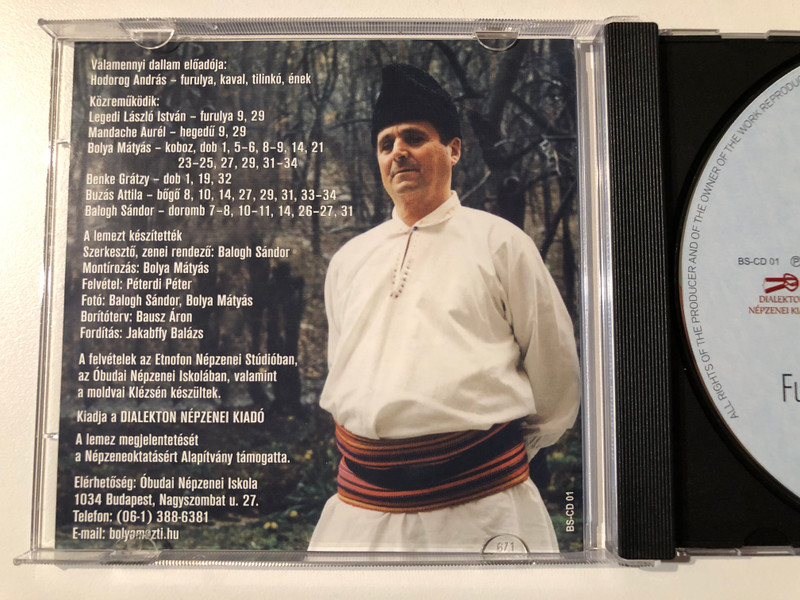 Valamennyi dallam előadója:
Hodorog András – furulya, kaval, tilinkó, ének
Közreműködik:
Legedi László István – furulya 9, 29
Mandache Aurél – hegedű 9, 29
Bolya Mátyás – koboz, dob 1, 5–6, 8–9, 14, 21
23–25, 27, 29, 31–34
Benke Grátzy – dob 1, 19, 32
Buzás Attila – bőgő 8, 10, 14, 27, 29, 31, 33–34
Balogh Sándor – doromb 7–8, 10–11, 14, 26–27, 31
A lemezt készítették
Szerkesztő, zenei rendező: Balogh Sándor
Montírozás: Bolya Mátyás
Felvétel: Péterdi Péter
Fotó: Balogh Sándor, Bolya Mátyás
Borítóterv: Bausz Áron
Fordítás: Jakabffy Balázs
A felvételek az Etnofon Népzenei Stúdióban,
az Óbudai Népzenei Iskolában, valamint
a moldvai Klézsén készültek.
Kiadja a DIALEKTON NÉPZENEI KIADÓ
A lemez megjelentetését
a Népzeneoktatásért Alapítvány támogatta.
Elérhetőség: Óbudai Népzenei Iskola
1034 Budapest, Nagyszombat u. 27.
Telefon: (06-1) 388-6381
E-mail: bolyamazti.hu
BS-CD 01
671
ALL RIGHTS OF THE PRODUCER AND OF THE OWNER OF THE WORK REPRODU
BS-CD 01 ℗
DIALEKTON
NÉPZENEI KI
Fu